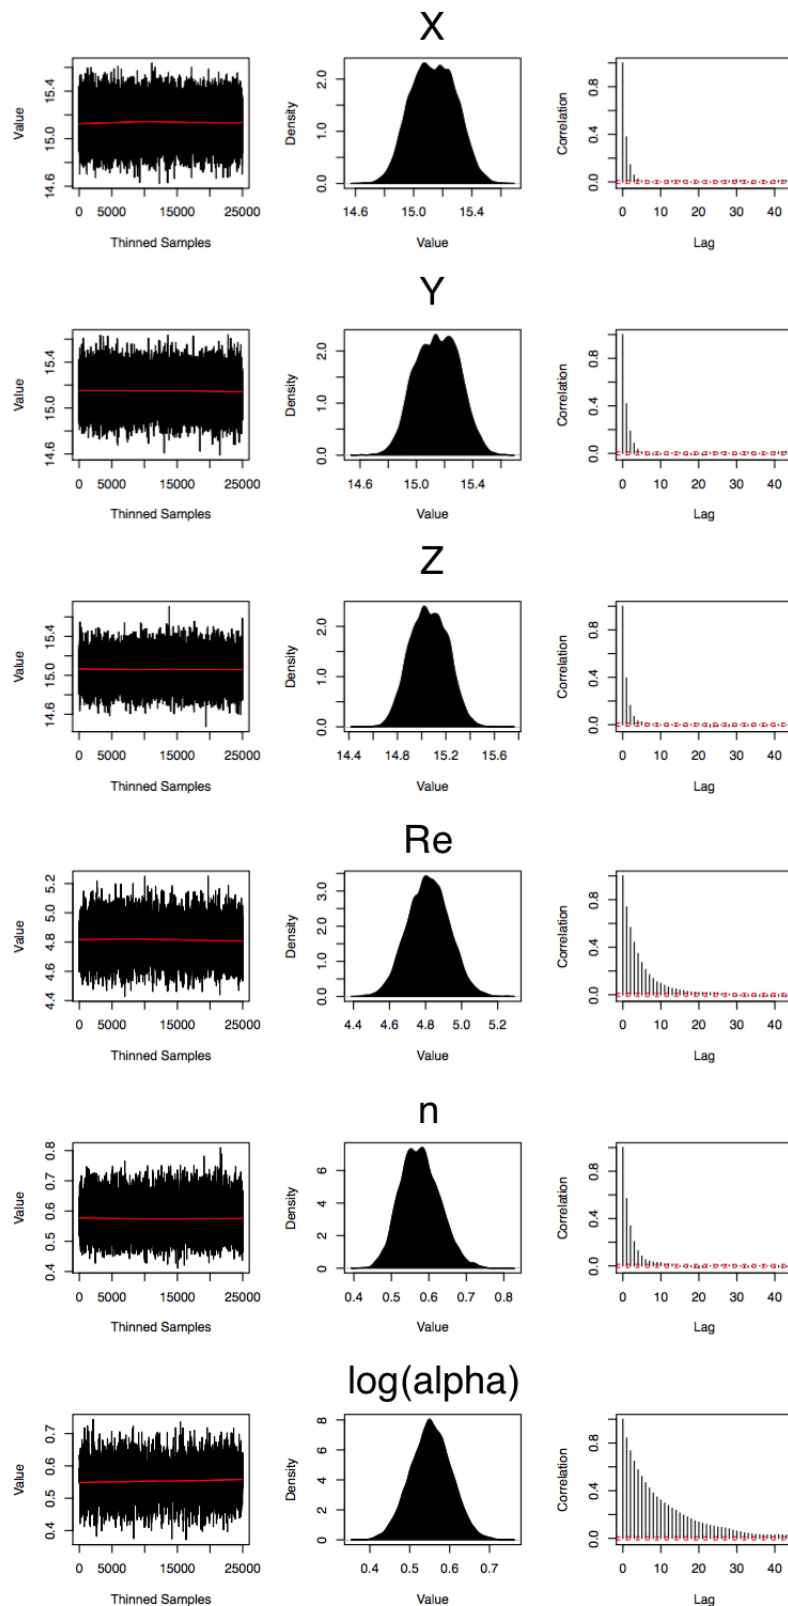 X
Value
14.6 15.0 15.4
0 5000 15000 25000
Thinned Samples
Density
0.0 1.0 2.0
14.6 15.0 15.4
Value
Correlation
0.0 0.4 0.8
0 10 20 30 40
Lag
Y
Value
14.6 15.0 15.4
0 5000 15000 25000
Thinned Samples
Density
0.0 1.0 2.0
14.6 15.0 15.4
Value
Correlation
0.0 0.4 0.8
0 10 20 30 40
Lag
Z
Value
14.6 15.0 15.4
0 5000 15000 25000
Thinned Samples
Density
0.0 1.0 2.0
14.4 14.8 15.2 15.6
Value
Correlation
0.0 0.4 0.8
0 10 20 30 40
Lag
Re
Value
4.4 4.6 4.8 5.0 5.2
0 5000 15000 25000
Thinned Samples
Density
0.0 1.0 2.0 3.0
4.4 4.6 4.8 5.0 5.2
Value
Correlation
0.0 0.4 0.8
0 10 20 30 40
Lag
n
Value
0.4 0.5 0.6 0.7 0.8
0 5000 15000 25000
Thinned Samples
Density
0 2 4 6
0.4 0.5 0.6 0.7 0.8
Value
Correlation
0.0 0.4 0.8
0 10 20 30 40
Lag
log(alpha)
Value
0.4 0.5 0.6 0.7
0 5000 15000 25000
Thinned Samples
Density
0 2 4 6 8
0.4 0.5 0.6 0.7
Value
Correlation
0.0 0.4 0.8
0 10 20 30 40
Lag